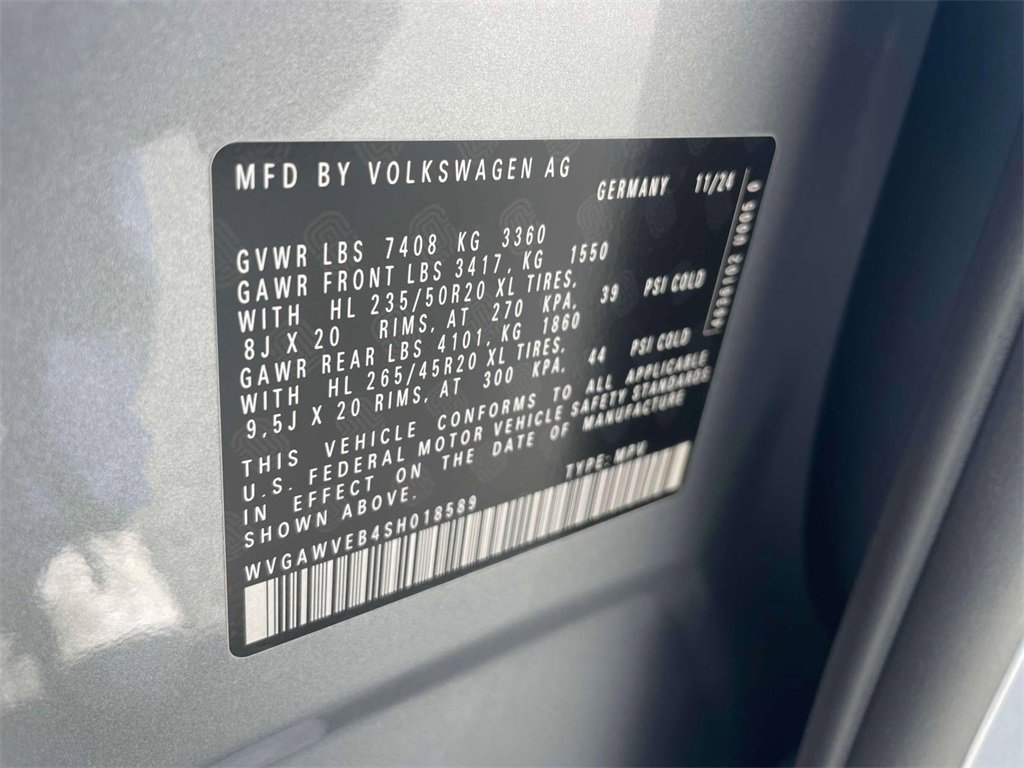 MFD BY VOLKSWAGEN AG GERMANY 11/24
GVWR LBS 7408 KG 3360
GAWR FRONT LBS 3417, KG 1550
WITH HL 235/50R20 XL TIRES,
8J X 20 RIMS, AT 270 KPA, 39 PSI COLD
GAWR REAR LBS 4101, KG 1860
WITH HL 265/45R20 XL TIRES,
9,5J X 20 RIMS, AT 300 KPA, 44 PSI COLD
THIS VEHICLE CONFORMS TO ALL APPLICABLE
U.S. FEDERAL MOTOR VEHICLE SAFETY STANDARDS
IN EFFECT ON THE DATE OF MANUFACTURE
SHOWN ABOVE.
TYPE: MPV
WVGAWVEB4SH018589